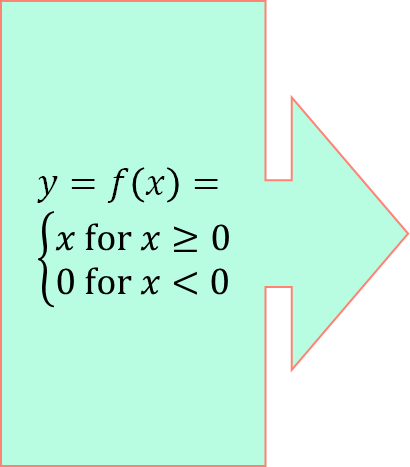 y = f(x) =
{x for x ≥ 0
{0 for x < 0